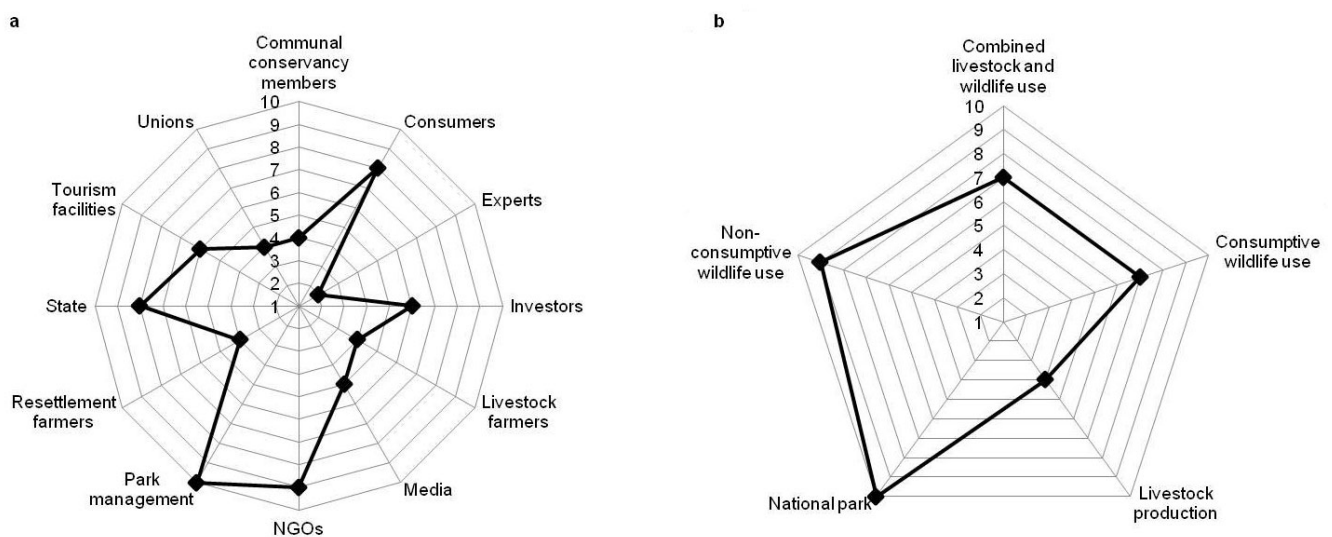 a
Communal
conservancy
members
10
9
8
7
6
5
4
3
2
1
Consumers
Experts
Investors
Livestock
farmers
Media
NGOs
Park
management
Resettlement
farmers
State
Tourism
facilities
Unions
b
Combined
livestock and
wildlife use
10
9
8
7
6
5
4
3
2
1
Consumptive
wildlife use
Livestock
production
National park
Non-
consumptive
wildlife use